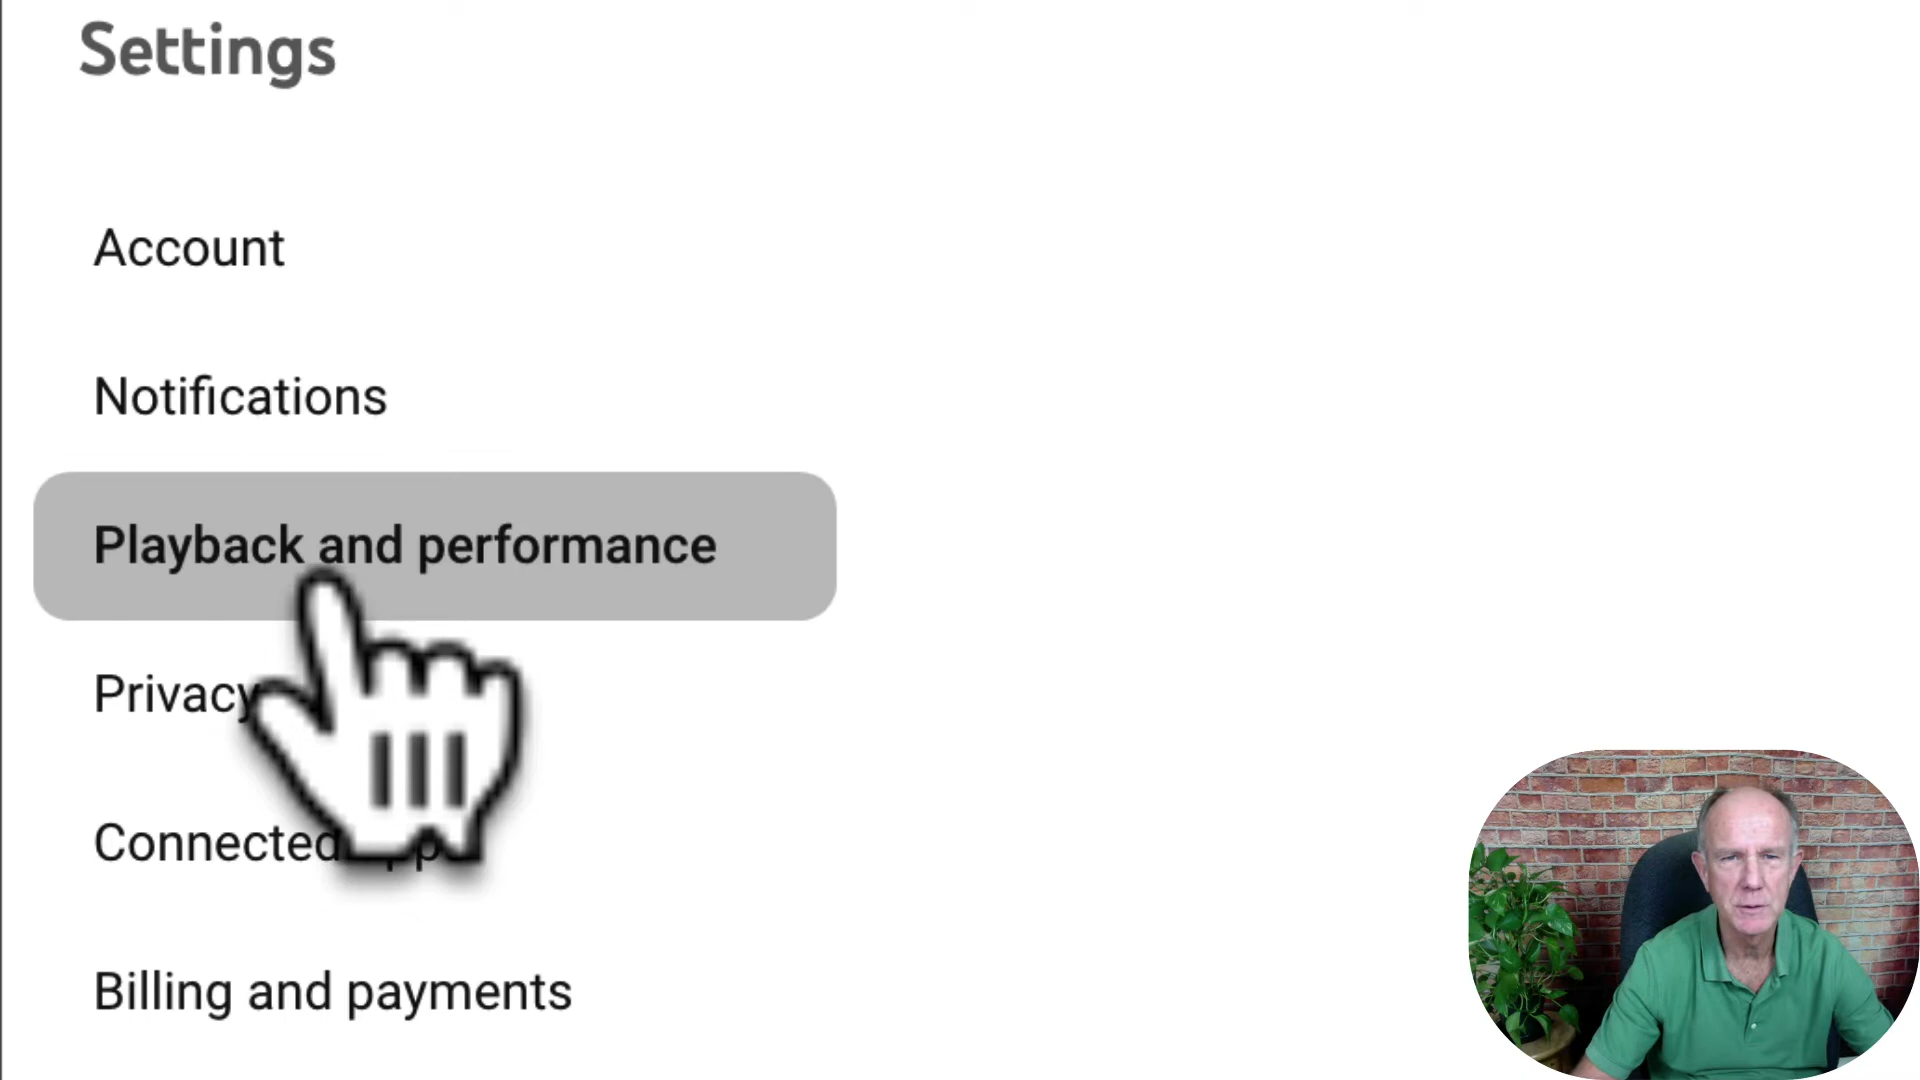 Settings
Account
Notifications
Playback and performance
Privacy
Connected
Billing and payments